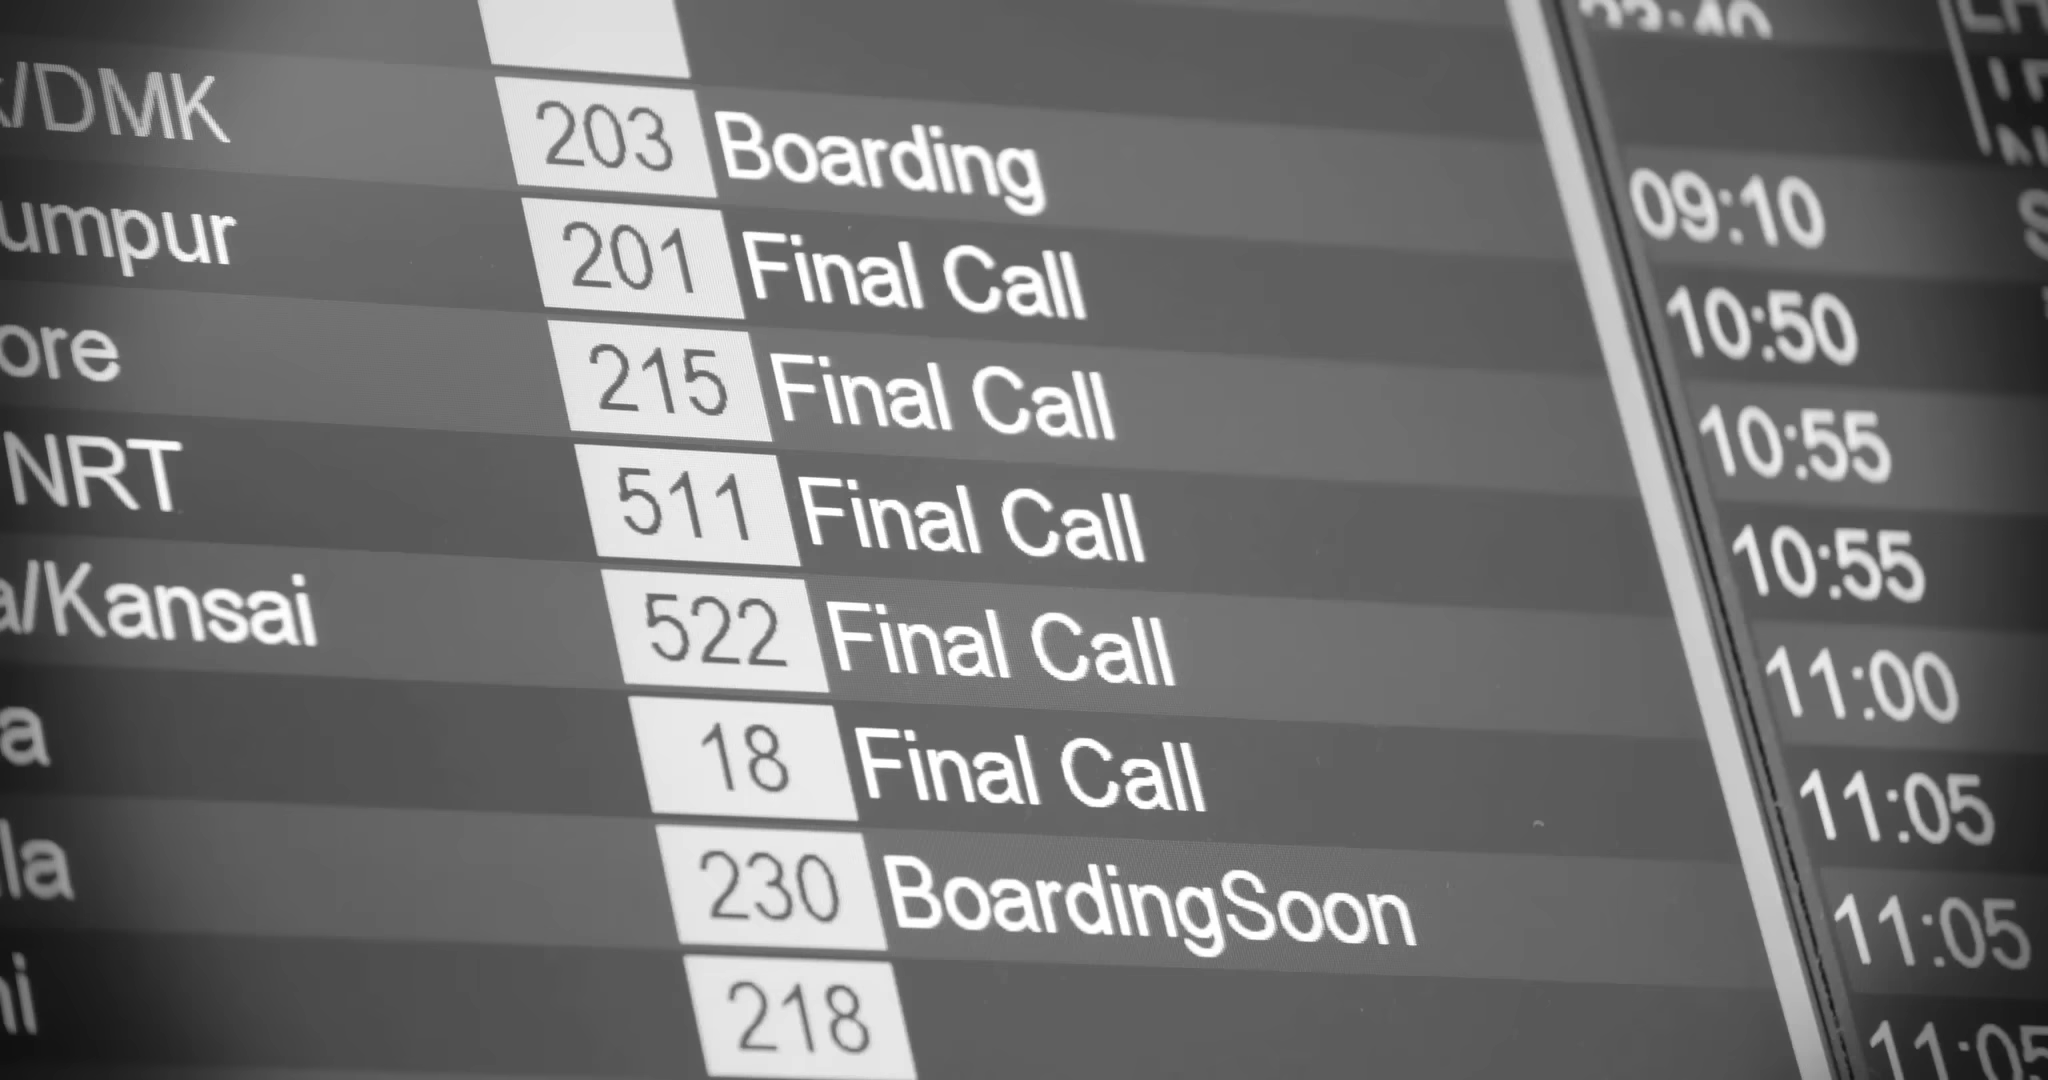 /DMK 203 Boarding
umpur 201 Final Call
ore 215 Final Call
NRT 511 Final Call
a/Kansai 522 Final Call
a 18 Final Call
la 230 BoardingSoon
218
09:10
10:50
10:55
10:55
11:00
11:05
11:05
11:05